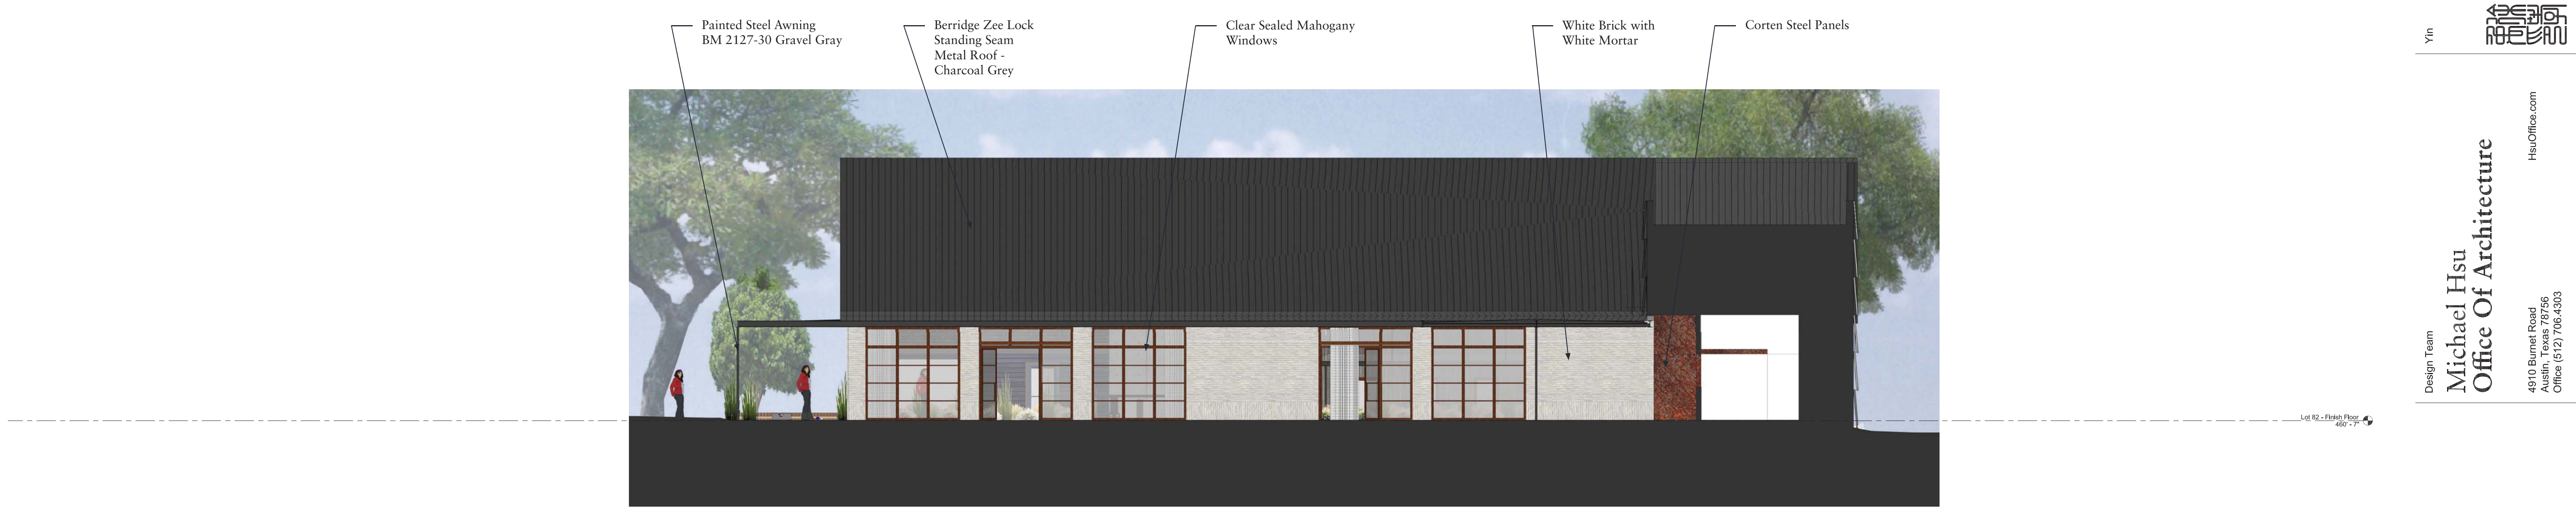 Painted Steel Awning
BM 2127-30 Gravel Gray
Berridge Zee Lock
Standing Seam
Metal Roof -
Charcoal Grey
Clear Sealed Mahogany
Windows
White Brick with
White Mortar
Corten Steel Panels
Lot 82 - Finish Floor
460' - 7"
Yin
Design Team
Michael Hsu
Office Of Architecture
HsuOffice.com
4910 Burnet Road
Austin, Texas 78756
Office (512) 706.4303